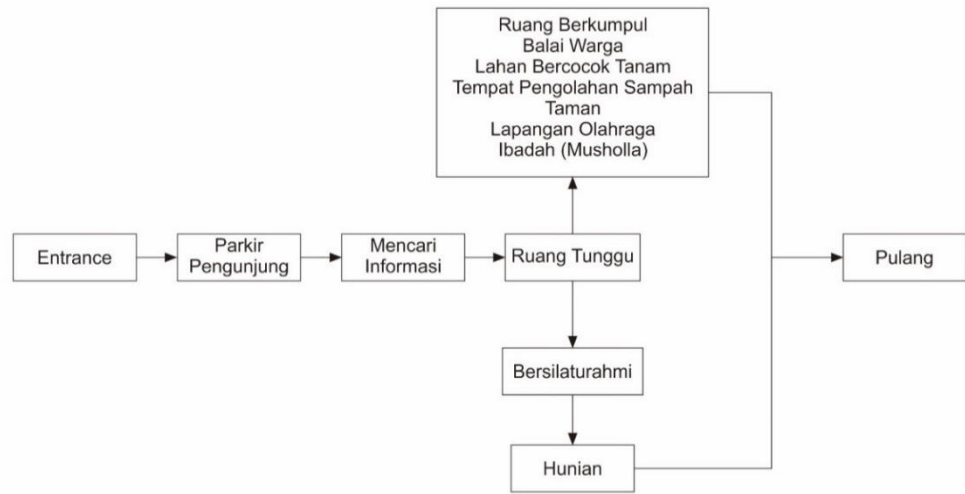 Ruang Berkumpul
Balai Warga
Lahan Bercocok Tanam
Tempat Pengolahan Sampah
Taman
Lapangan Olahraga
Ibadah (Musholla)
Entrance
Parkir
Pengunjung
Mencari
Informasi
Ruang Tunggu
Pulang
Bersilaturahmi
Hunian